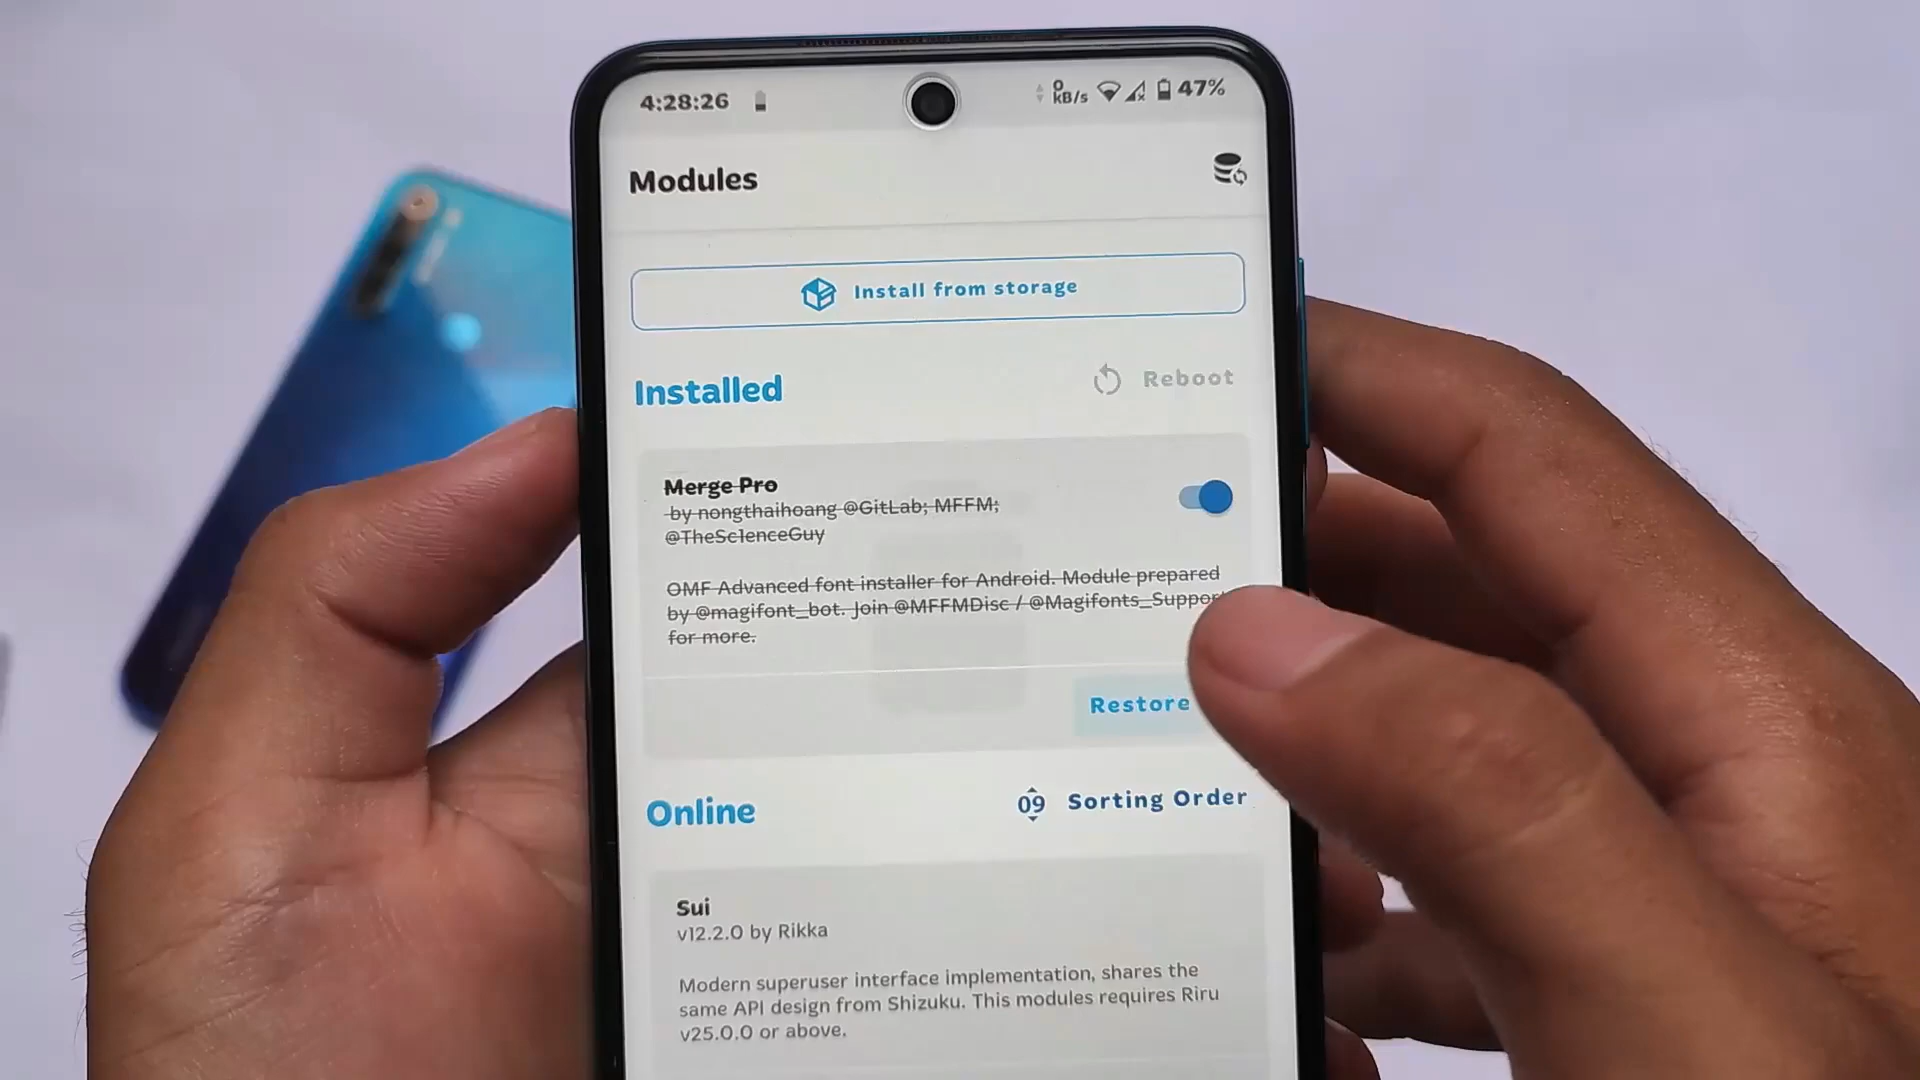 4:28:26
0 kB/s 47%
Modules
Install from storage
Installed
Reboot
Merge Pro
by nongthaihoang @GitLab; MFFM;
@TheSc1enceGuy
OMF Advanced font installer for Android. Module prepared
by @magifont_bot. Join @MFFMDisc / @Magifonts_Support
for more.
Restore
Online
09 Sorting Order
Sui
v12.2.0 by Rikka
Modern superuser interface implementation, shares the
same API design from Shizuku. This modules requires Riru
v25.0.0 or above.